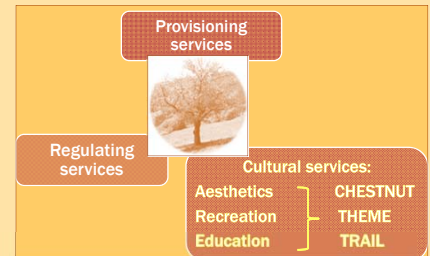 Provisioning
services
Regulating
services
Cultural services:
Aesthetics CHESTNUT
Recreation THEME
Education TRAIL